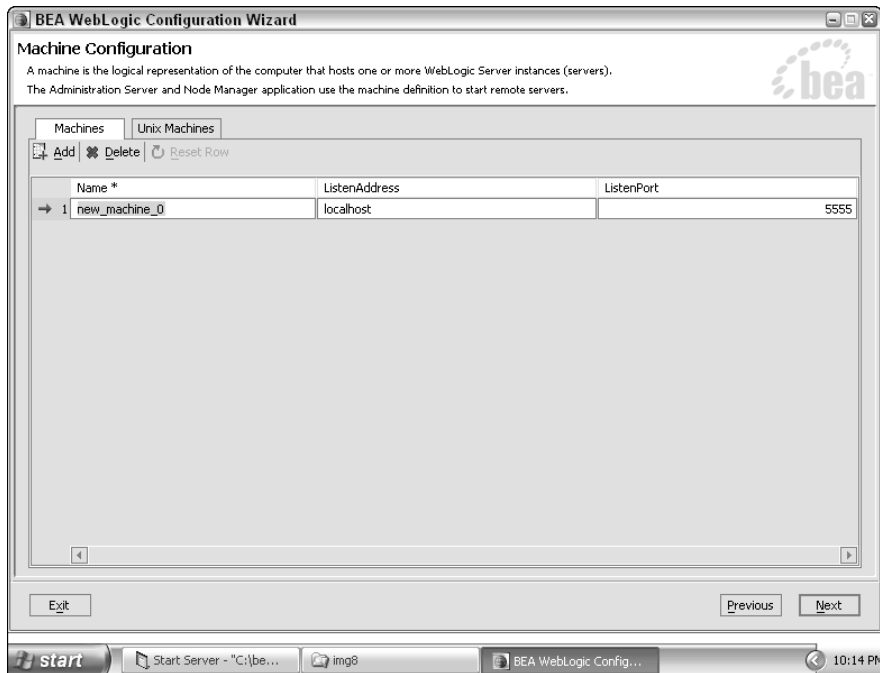 BEA WebLogic Configuration Wizard
Machine Configuration
A machine is the logical representation of the computer that hosts one or more WebLogic Server instances (servers).
The Administration Server and Node Manager application use the machine definition to start remote servers.
bea
Machines Unix Machines
Add Delete Reset Row
Name * ListenAddress ListenPort
1 new_machine_0 localhost 5555
Exit Previous Next
start Start Server - "C:\be... img8 BEA WebLogic Config... 10:14 PM